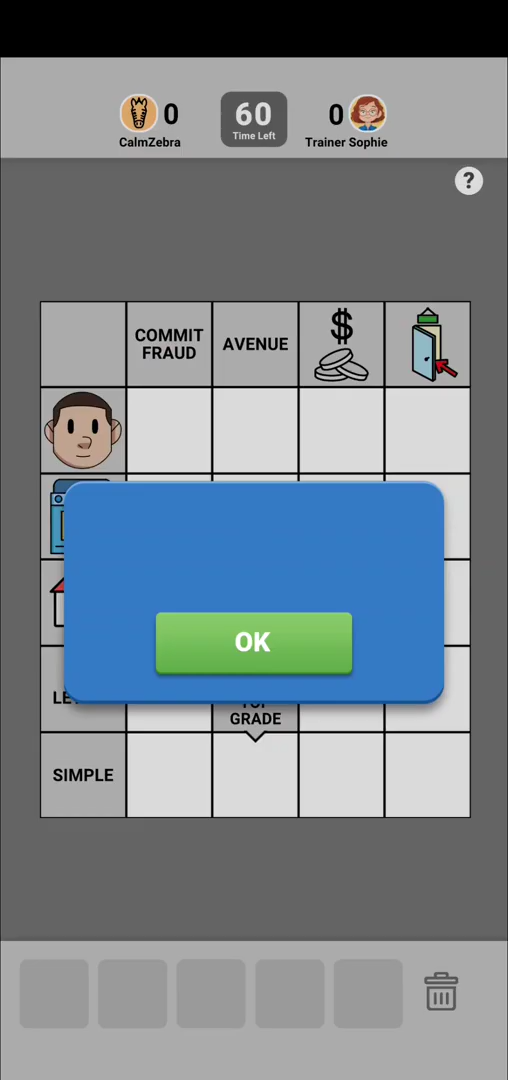 0
60
Time Left
0
CalmZebra
Trainer Sophie
?
COMMIT
FRAUD
AVENUE
$
OK
GRADE
SIMPLE